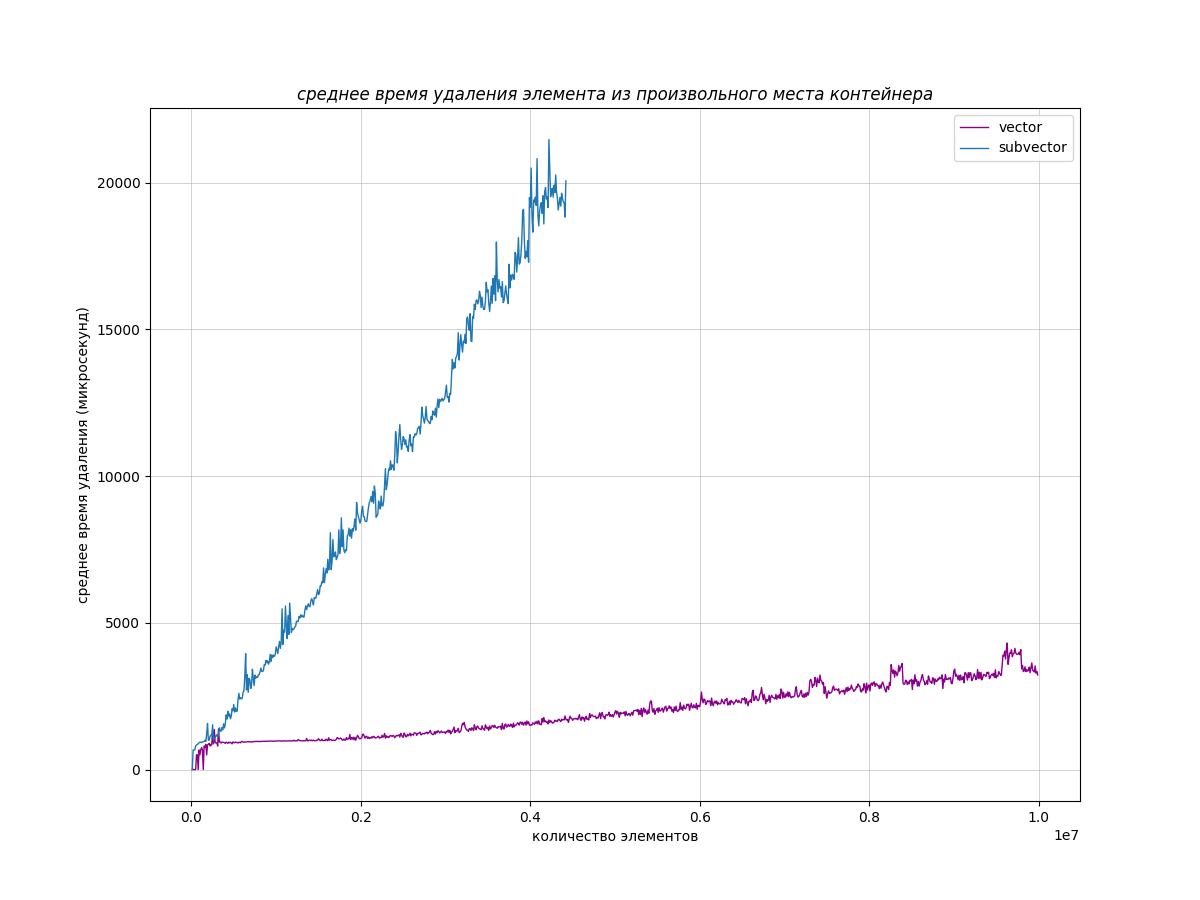 среднее время удаления элемента из произвольного места контейнера
vector
subvector
среднее время удаления (микросекунд)
20000
15000
10000
5000
0
0.0 0.2 0.4 0.6 0.8 1.0
1e7
количество элементов